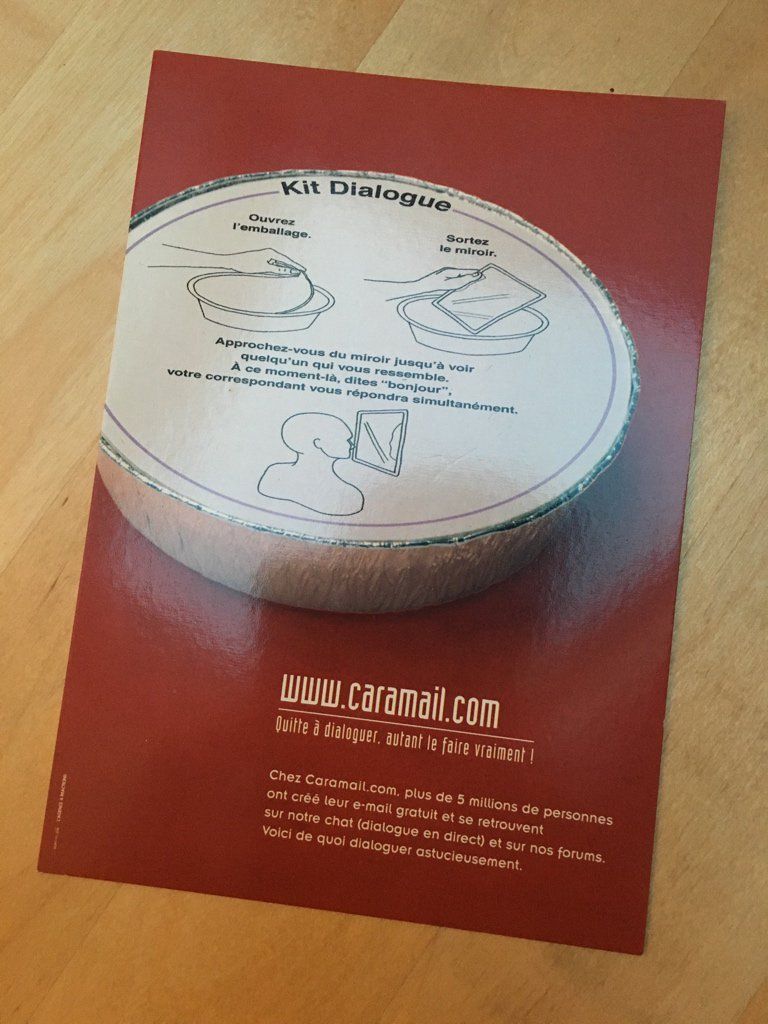 Kit Dialogue
Ouvrez
l'emballage.
Sortez
le miroir.
Approchez-vous du miroir jusqu'à voir
quelqu'un qui vous ressemble.
À ce moment-là, dites "bonjour",
votre correspondant vous répondra simultanément.
www.caramail.com
Quitte à dialoguer, autant le faire vraiment !
Chez Caramail.com, plus de 5 millions de personnes
ont créé leur e-mail gratuit et se retrouvent
sur notre chat (dialogue en direct) et sur nos forums.
Voici de quoi dialoguer astucieusement.